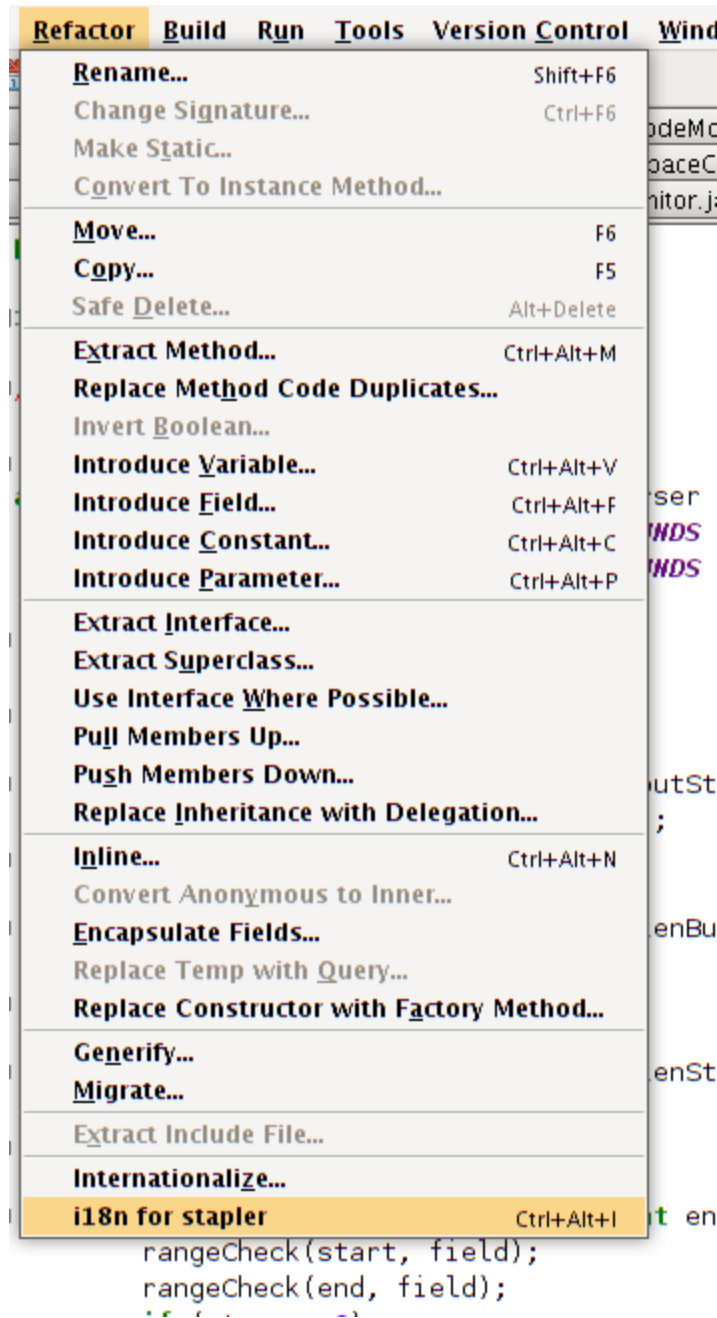 Refactor Build Run Tools Version Control Wind
Rename... Shift+F6
Change Signature... Ctrl+F6
Make Static...
Convert To Instance Method...
Move... F6
Copy... F5
Safe Delete... Alt+Delete
Extract Method... Ctrl+Alt+M
Replace Method Code Duplicates...
Invert Boolean...
Introduce Variable... Ctrl+Alt+V
Introduce Field... Ctrl+Alt+F
Introduce Constant... Ctrl+Alt+C
Introduce Parameter... Ctrl+Alt+P
Extract Interface...
Extract Superclass...
Use Interface Where Possible...
Pull Members Up...
Push Members Down...
Replace Inheritance with Delegation...
Inline... Ctrl+Alt+N
Convert Anonymous to Inner...
Encapsulate Fields...
Replace Temp with Query...
Replace Constructor with Factory Method...
Generify...
Migrate...
Extract Include File...
Internationalize...
i18n for stapler Ctrl+Alt+I
rangeCheck(start, field);
rangeCheck(end, field);